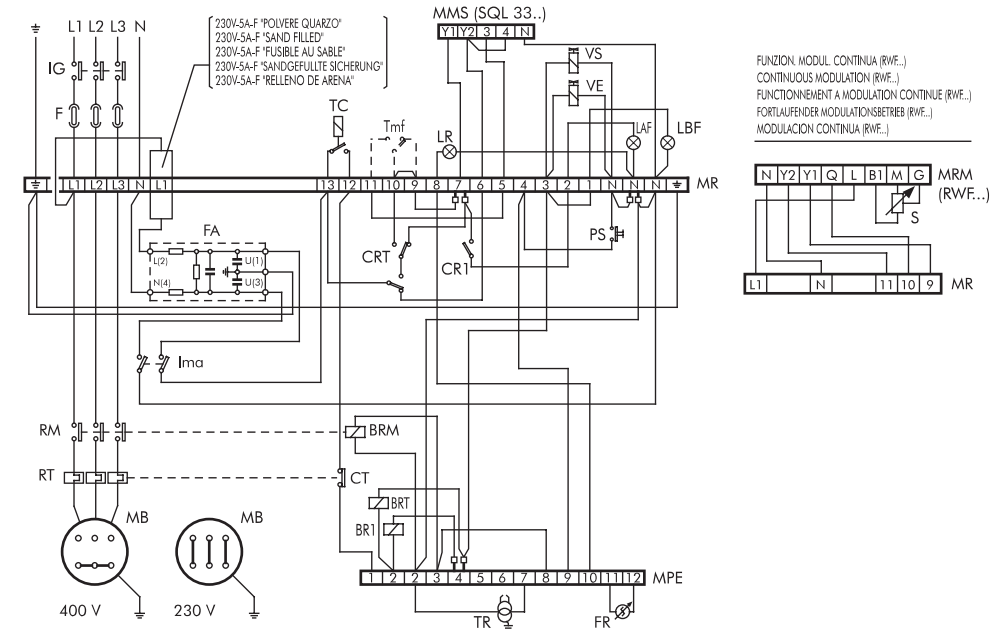 MMS (SQL 33..)
Y1 Y2 3 4 N
L1 L2 L3 N
230V-5A-F "POLVERE QUARZO"
230V-5A-F "SAND FILLED"
230V-5A-F "FUSIBLE AU SABLE"
230V-5A-F "SANDGEFULLTE SICHERUNG"
230V-5A-F "RELLENO DE ARENA"
IG
F
TC
Tmf
LR
VS
VE
LAF
LBF
L1 L2 L3 N L1
13 12 11 10 9 8 7 6 5 4 3 2 1 N N N
MR
FA
L(2)
U(1)
N(4)
U(3)
CRT
CR1
PS
Ima
RM
BRM
RT
CT
BRT
BR1
MB
MB
400 V
230 V
1 2 2 3 4 5 6 7 8 9 10 11 12
MPE
TR
FR
FUNZION. MODUL. CONTINUA (RWF...)
CONTINUOUS MODULATION (RWF...)
FUNCTIONNEMENT A MODULATION CONTINUE (RWF...)
FORTLAUFENDER MODULATIONSBETRIEB (RWF...)
MODULACION CONTINUA (RWF...)
N Y2 Y1 Q L B1 M G
MRM
(RWF...)
S
L1 N 11 10 9
MR